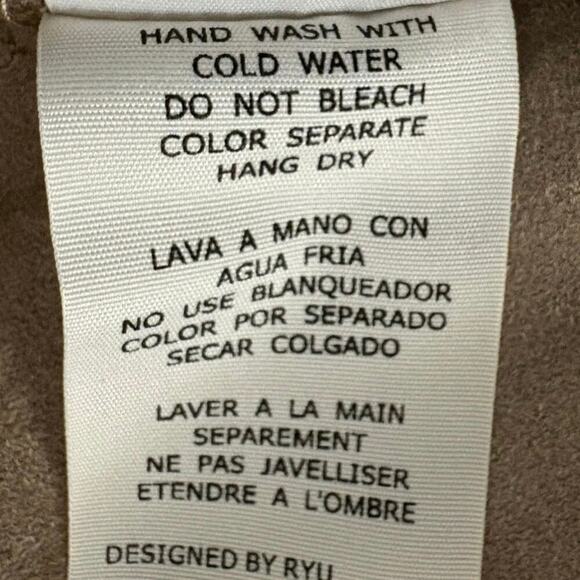 HAND WASH WITH
COLD WATER
DO NOT BLEACH
COLOR SEPARATE
HANG DRY
LAVA A MANO CON
AGUA FRIA
NO USE BLANQUEADOR
COLOR POR SEPARADO
SECAR COLGADO
LAVER A LA MAIN
SEPAREMENT
NE PAS JAVELLISER
ETENDRE A L'OMBRE
DESIGNED BY RYU